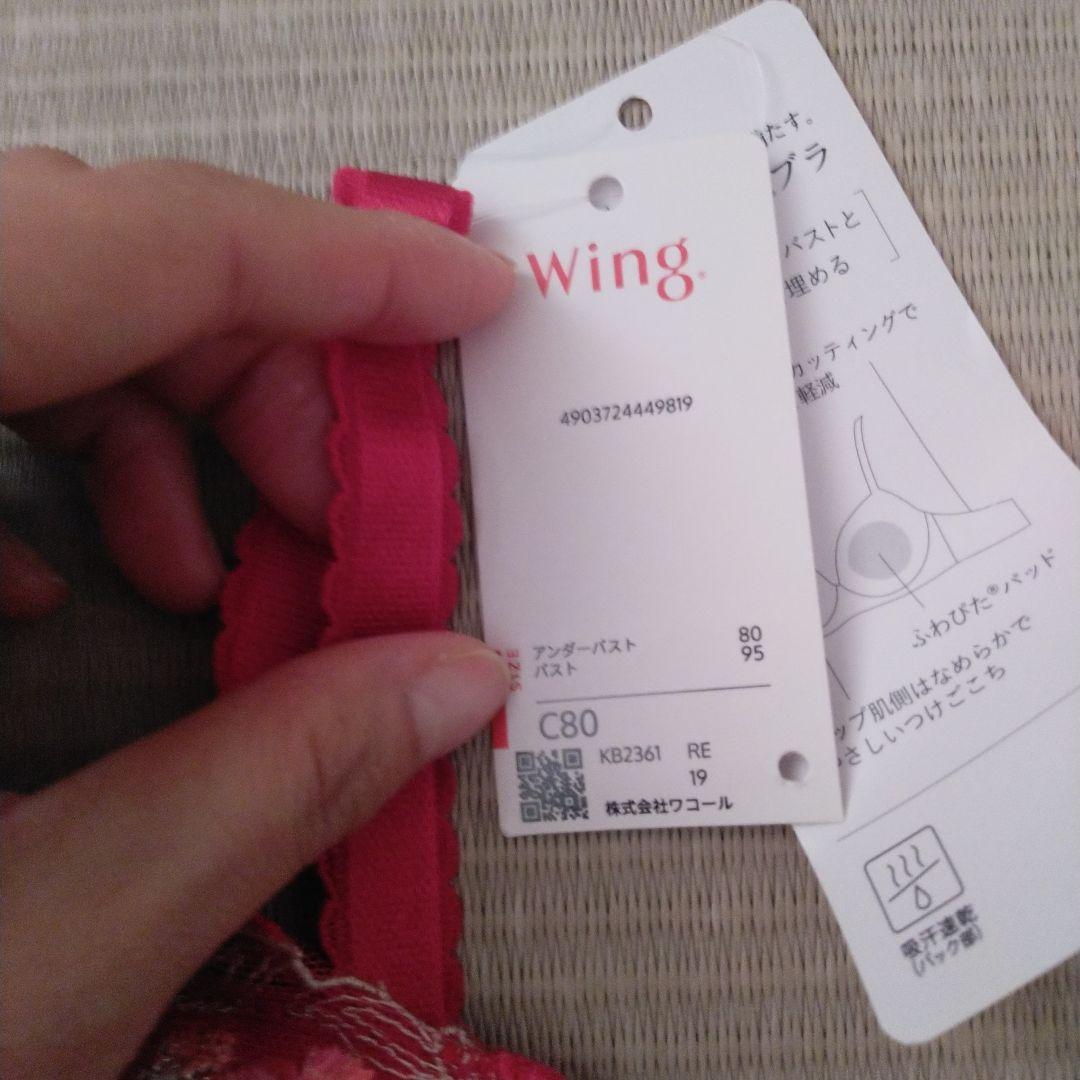 Wing
4903724449819
SIZE
アンダーバスト 80
バスト 95
C80
KB2361 RE
19
株式会社ワコール
たす。
ブラ
バストと
埋める
カッティングで
軽減
ふわぴた®パッド
ップ肌側はなめらかで
さしいつけごこち
吸汗速乾
(バック部)